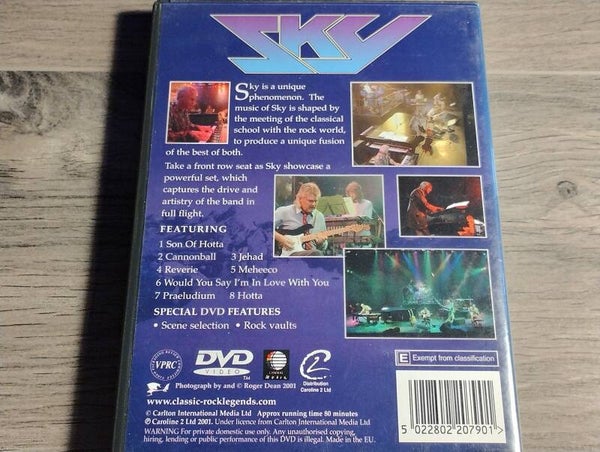 SKY
Sky is a unique
phenomenon. The
music of Sky is shaped by
the meeting of the classical
school with the rock world,
to produce a unique fusion
of the best of both.
Take a front row seat as Sky showcase a
powerful set, which
captures the drive and
artistry of the band in
full flight.
FEATURING
1 Son Of Hotta
2 Cannonball 3 Jehad
4 Reverie 5 Meheeco
6 Would You Say I'm In Love With You
7 Praeludium 8 Hotta
SPECIAL DVD FEATURES
• Scene selection • Rock vaults
VPRC
DVD
VIDEO
TM
2
Distribution
Caroline 2 Ltd
E Exempt from classification
Photograph by and © Roger Dean 2001
www.classic-rocklegends.com
© Carlton International Media Ltd Approx running time 80 minutes
℗ Caroline 2 Ltd 2001. Under licence from Carlton International Media Ltd
WARNING For private domestic use only. Any unauthorised copying,
hiring, lending or public performance of this DVD is illegal. Made in the EU.
5 022802 207901 >